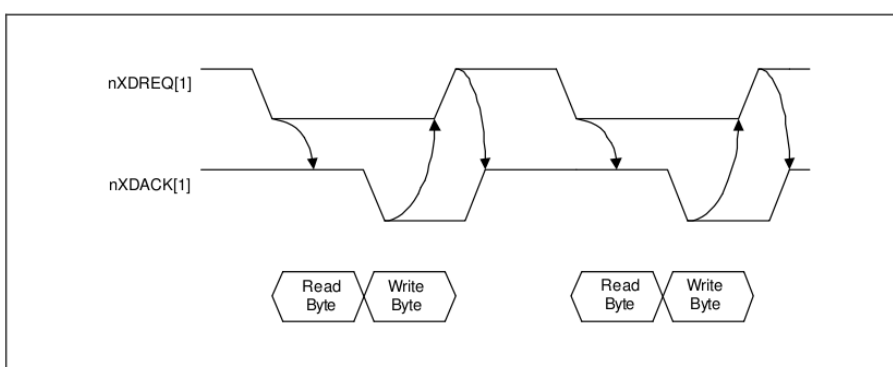 nXDREQ[1]
nXDACK[1]
Read
Byte
Write
Byte
Read
Byte
Write
Byte